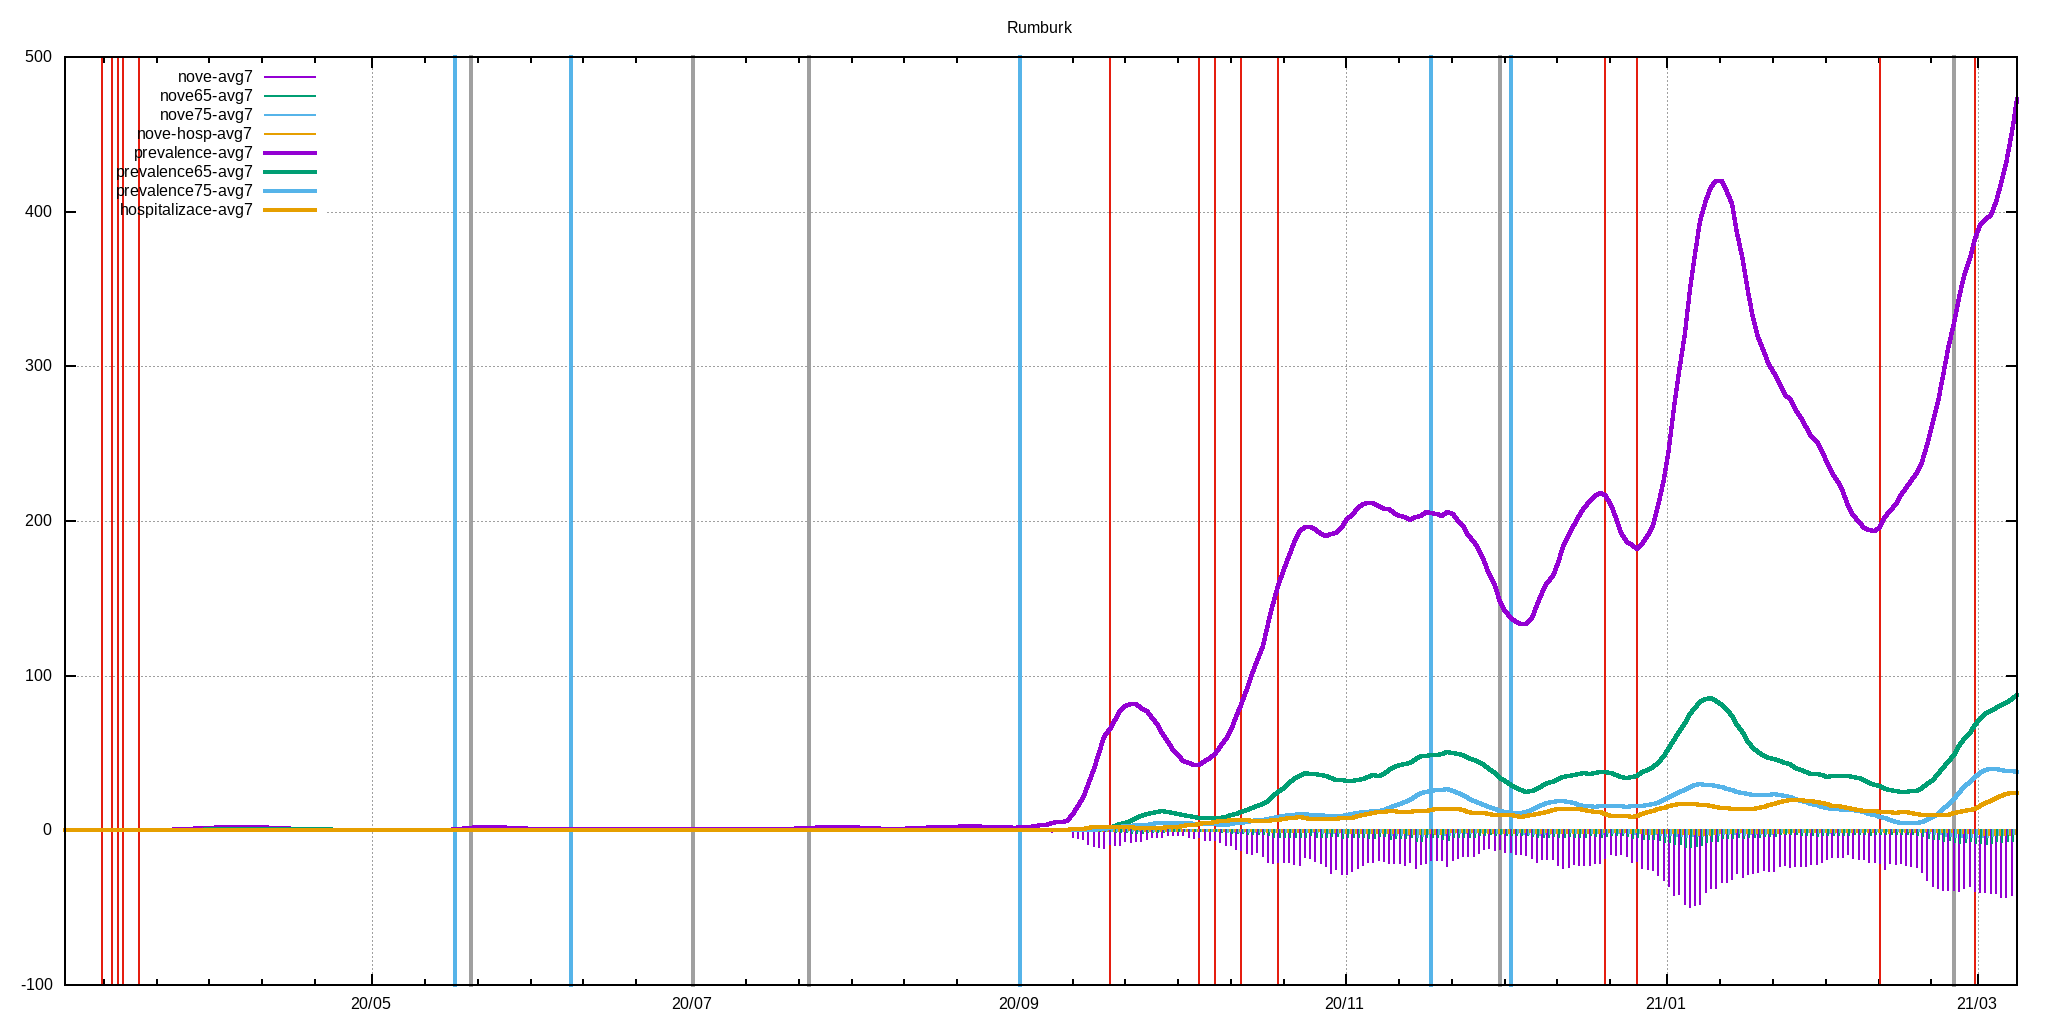 Rumburk
500
nove-avg7
nove65-avg7
nove75-avg7
nove-hosp-avg7
prevalence-avg7
prevalence65-avg7
prevalence75-avg7
hospitalizace-avg7
400
300
200
100
0
-100
20/05 20/07 20/09 20/11 21/01 21/03